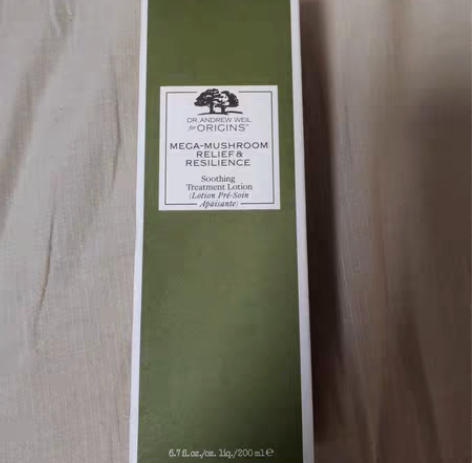 DR. ANDREW WEIL
for ORIGINS™
MEGA-MUSHROOM
RELIEF &
RESILIENCE
Soothing
Treatment Lotion
(Lotion Pré-Soin
Apaisante)
6.7 fl.oz./oz. liq./200 ml e